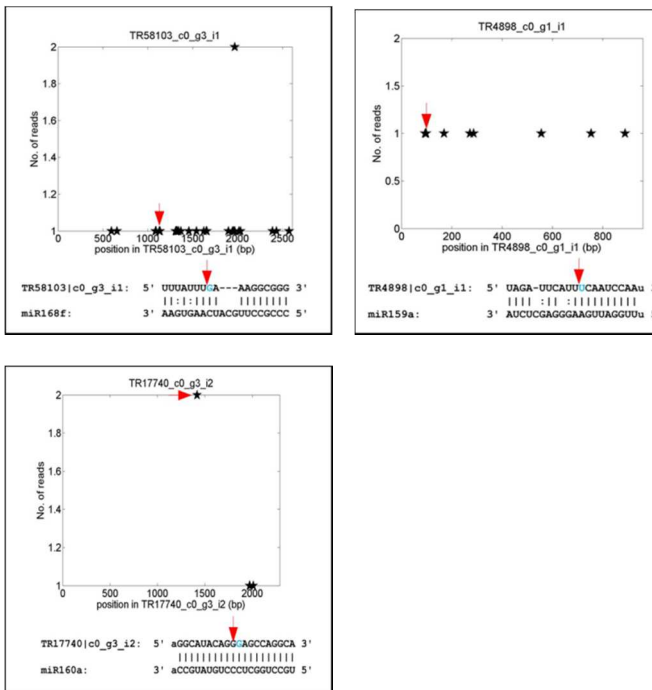 TR58103_c0_g3_i1
2
1.8
1.6
1.4
1.2
1
No. of reads
0 500 1000 1500 2000 2500
position in TR58103_c0_g3_i1 (bp)
TR58103|c0_g3_i1: 5' UUUAUUUGA---AAGGCGGG 3'
||:|:|||| ||||||||
miR168f: 3' AAGUGAACUACGUUCCGCCC 5'
TR4898_c0_g1_i1
2
1.5
1
0.5
0
No. of reads
0 200 400 600 800
position in TR4898_c0_g1_i1 (bp)
TR4898|c0_g1_i1: 5' UAGA-UUCAUUUCAAUCCAAu 3
|||| :|| :|||||||||||
miR159a: 3' AUCUCGAGGGAAGUUAGGUUu 5
TR17740_c0_g3_i2
2
1.8
1.6
1.4
1.2
1
No. of reads
0 500 1000 1500 2000
position in TR17740_c0_g3_i2 (bp)
TR17740|c0_g3_i2: 5' aGGCAUACAGGGAGCCAGGCA 3'
||||||||||||||||||||
miR160a: 3' aCCGUAUGUCCCUCGGUCCGU 5'